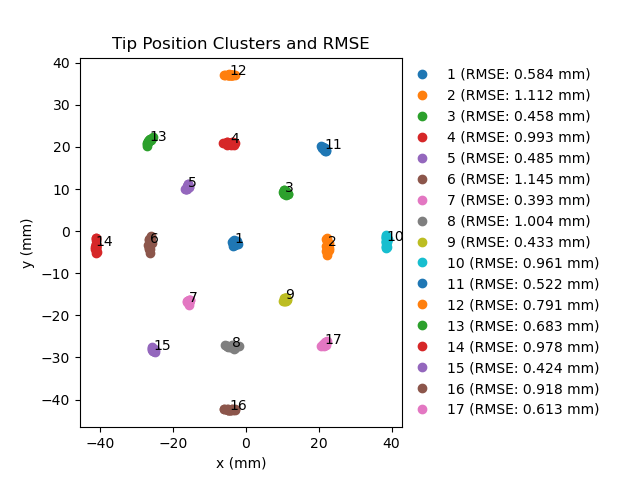 Tip Position Clusters and RMSE
40
30
20
10
0
−10
−20
−30
−40
y (mm)
−40
−20
0
20
40
x (mm)
12
13
4
11
5
3
14
6
1
2
10
7
9
15
8
17
16
1 (RMSE: 0.584 mm)
2 (RMSE: 1.112 mm)
3 (RMSE: 0.458 mm)
4 (RMSE: 0.993 mm)
5 (RMSE: 0.485 mm)
6 (RMSE: 1.145 mm)
7 (RMSE: 0.393 mm)
8 (RMSE: 1.004 mm)
9 (RMSE: 0.433 mm)
10 (RMSE: 0.961 mm)
11 (RMSE: 0.522 mm)
12 (RMSE: 0.791 mm)
13 (RMSE: 0.683 mm)
14 (RMSE: 0.978 mm)
15 (RMSE: 0.424 mm)
16 (RMSE: 0.918 mm)
17 (RMSE: 0.613 mm)